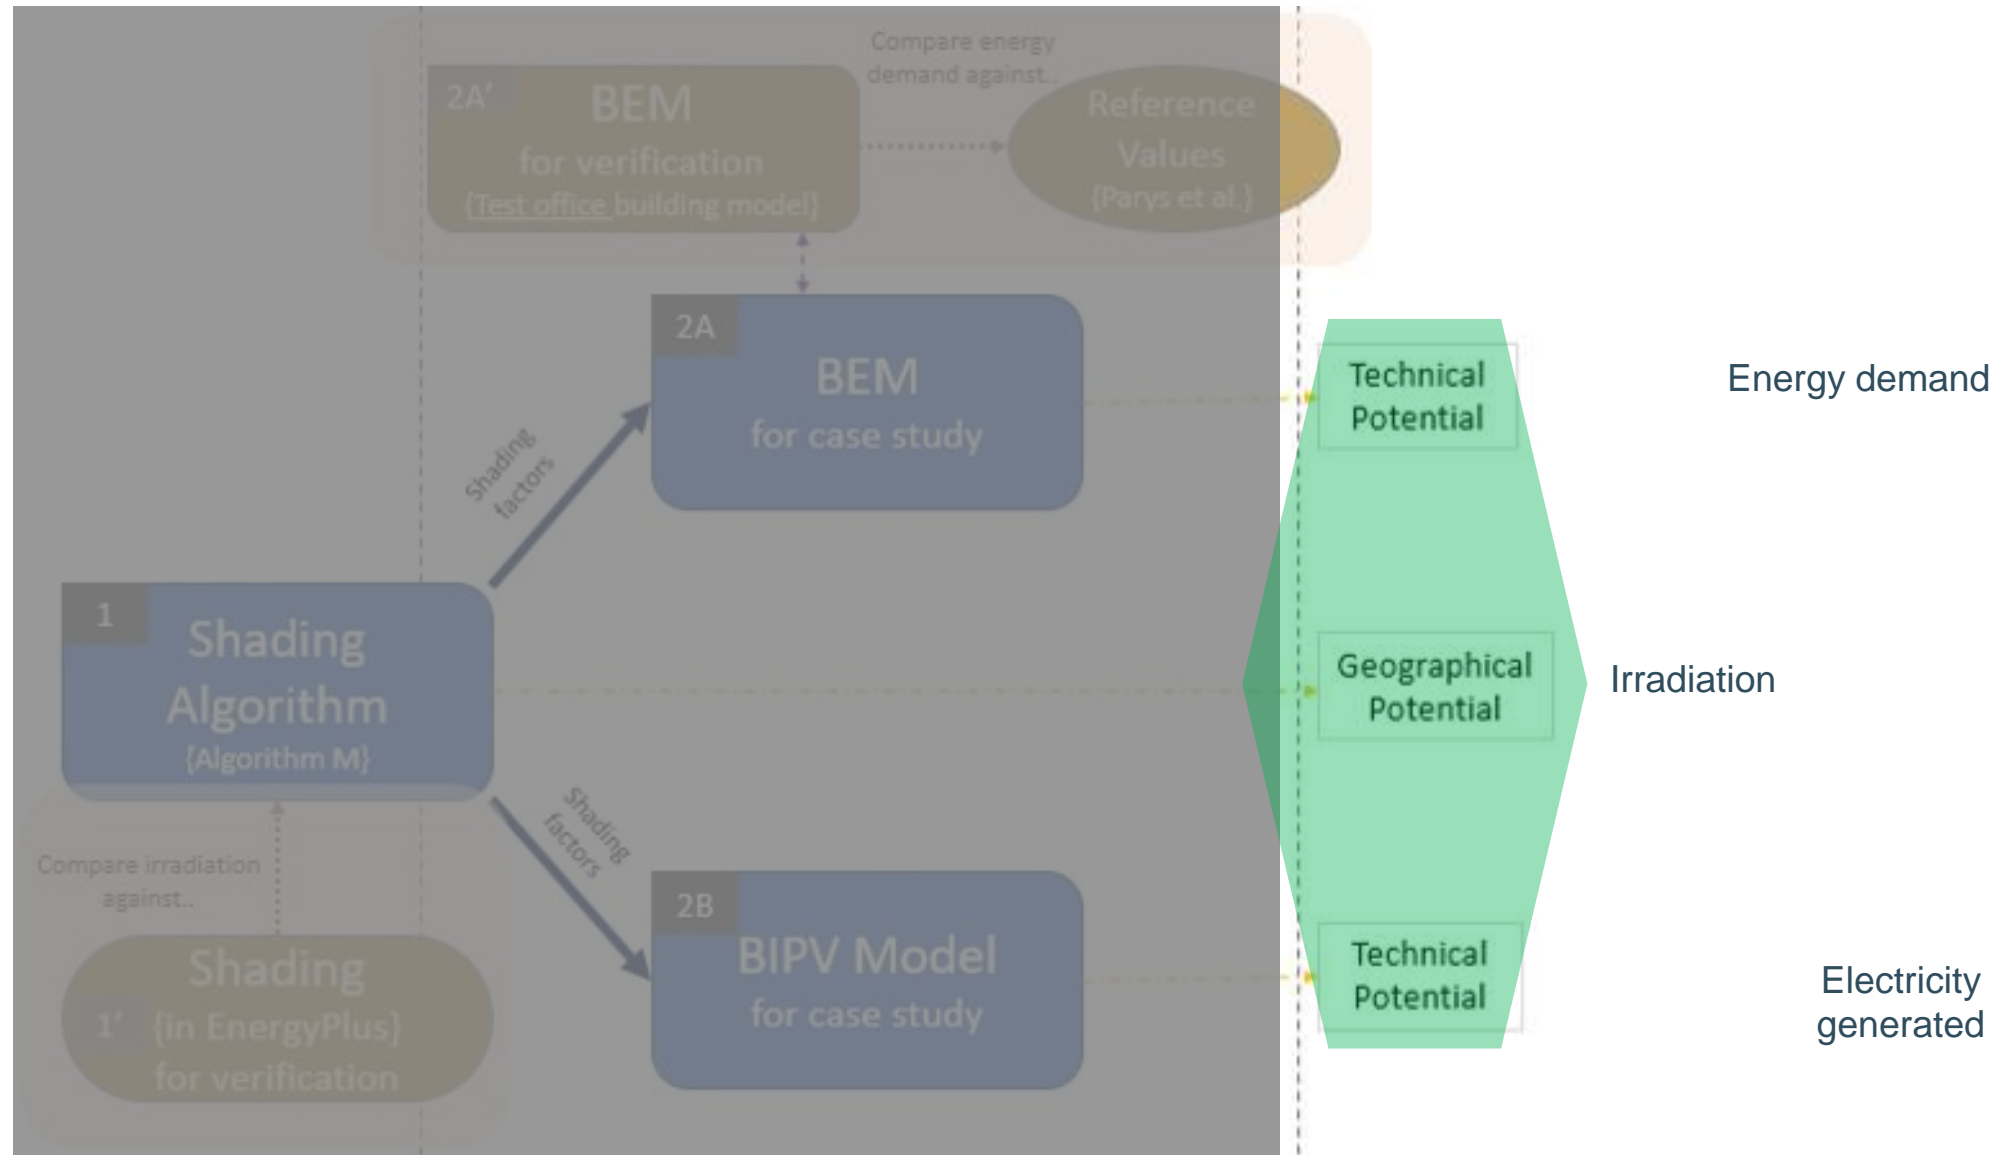 Compare energy
demand against..
2A'
BEM
for verification
{Test office building model}
Reference
Values
{Parys et al.}
2A
BEM
for case study
Technical
Potential
Energy demand
Shading
factors
1
Shading
Algorithm
{Algorithm M}
Geographical
Potential
Irradiation
Shading
factors
Compare irradiation
against..
2B
BIPV Model
for case study
Technical
Potential
Electricity
generated
1'
Shading
{in EnergyPlus}
for verification